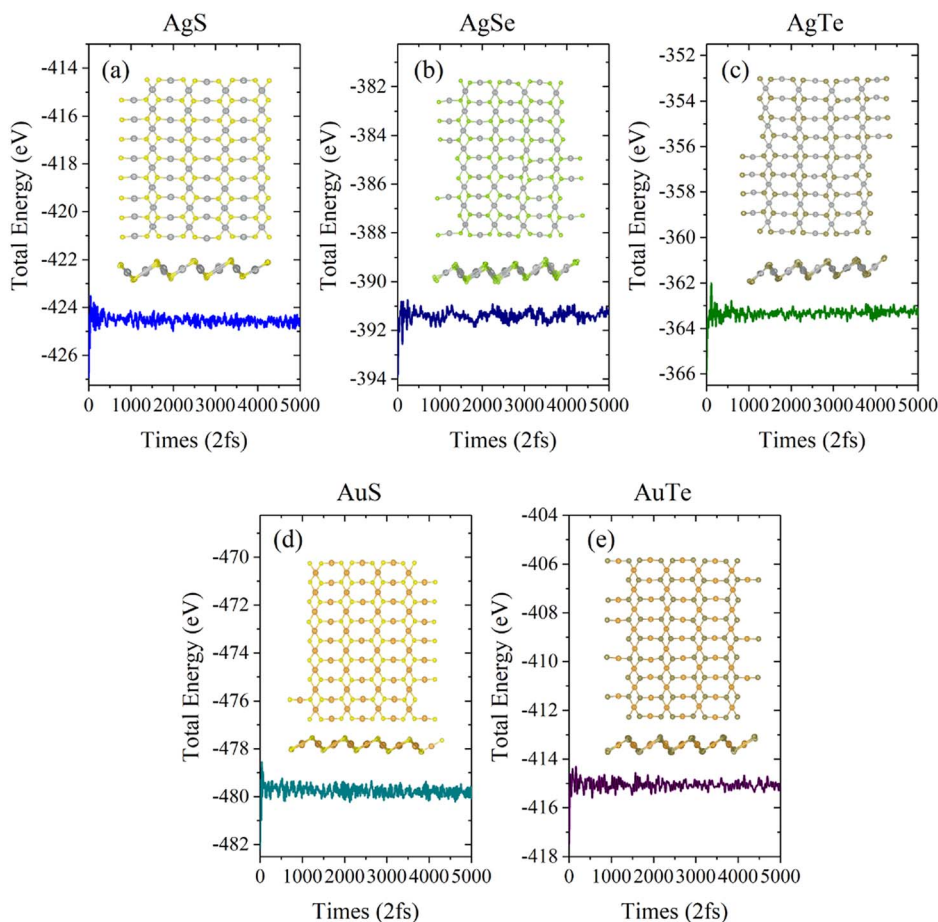 AgS
AgSe
AgTe
(a)
-414
-416
-418
-420
-422
-424
-426
Total Energy (eV)
0 1000 2000 3000 4000 5000
Times (2fs)
(b)
-382
-384
-386
-388
-390
-392
-394
Total Energy (eV)
0 1000 2000 3000 4000 5000
Times (2fs)
(c)
-352
-354
-356
-358
-360
-363
-366
Total Energy (eV)
0 1000 2000 3000 4000 5000
Times (2fs)
AuS
AuTe
(d)
-470
-472
-474
-476
-478
-480
-482
Total Energy (eV)
0 1000 2000 3000 4000 5000
Times (2fs)
(e)
-404
-406
-408
-410
-412
-415
-418
Total Energy (eV)
0 1000 2000 3000 4000 5000
Times (2fs)